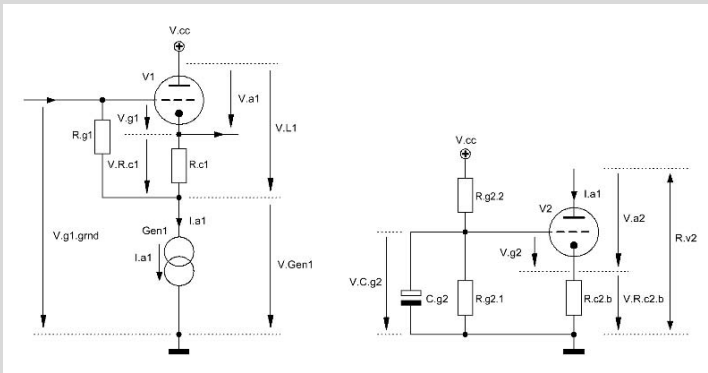 V.cc
V1
V.g1
V.a1
V.L1
R.g1
V.R.c1
R.c1
V.g1.grnd
I.a1
Gen1
I.a1
V.Gen1
V.cc
I.a1
R.g2.2
V2
V.a2
R.v2
V.g2
V.C.g2
C.g2
R.g2.1
R.c2.b
V.R.c2.b